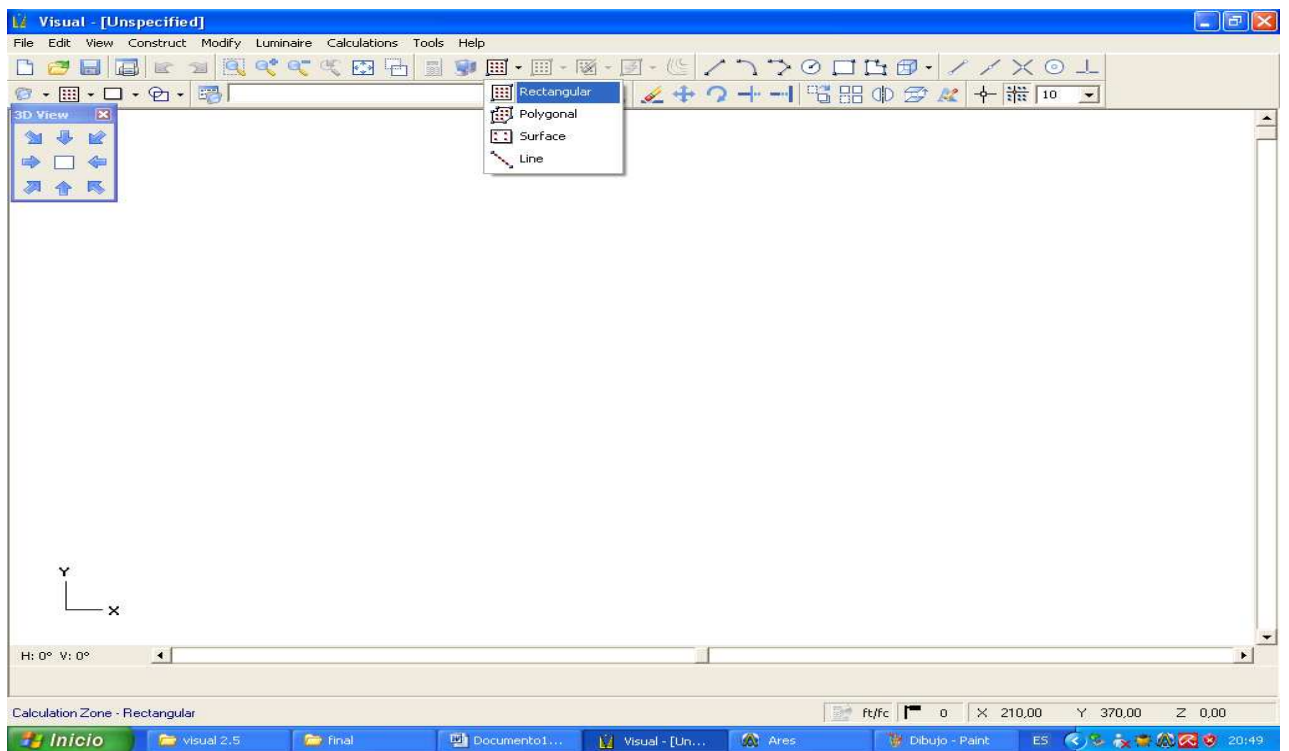 Visual - [Unspecified]
File Edit View Construct Modify Luminaire Calculations Tools Help
10
3D View
Rectangular
Polygonal
Surface
Line
Y
X
H: 0° V: 0°
Calculation Zone - Rectangular ft/fc 0 X 210,00 Y 370,00 Z 0,00
Inicio visual 2.5 final Documento1... Visual - [Un... Ares Dibujo - Paint ES 20:49